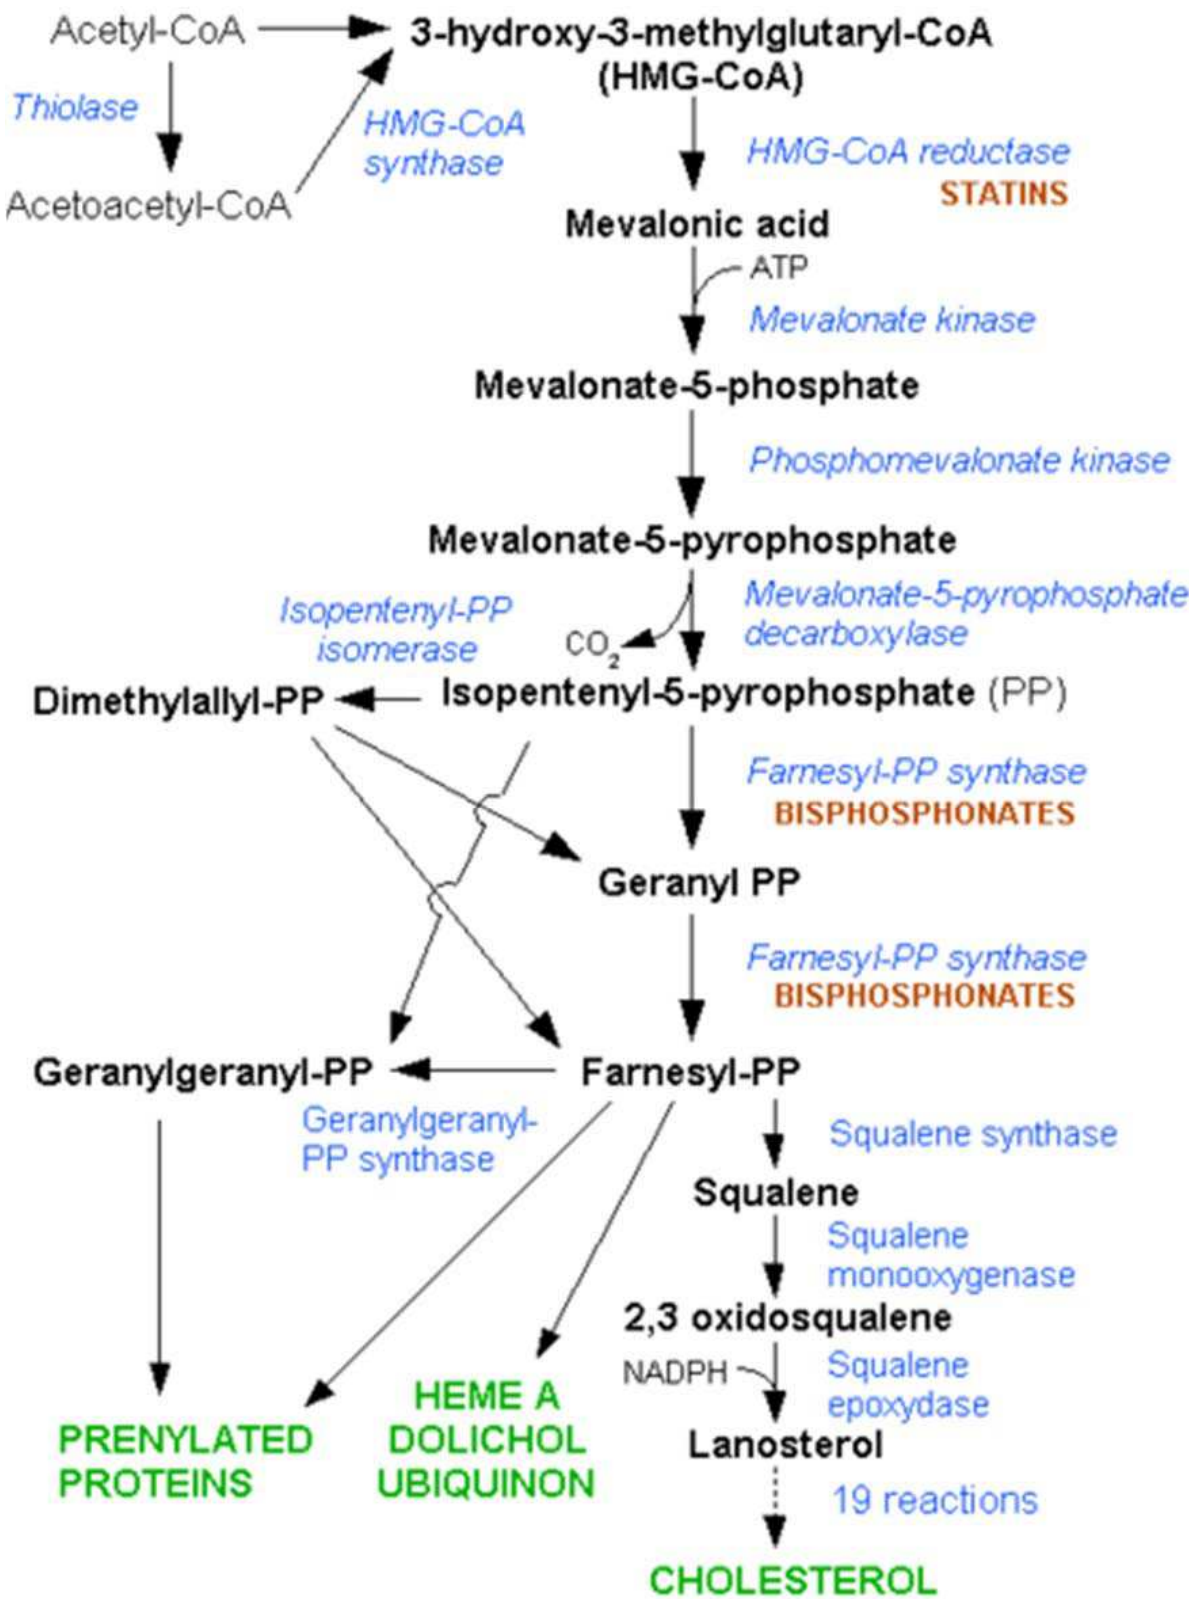 Acetyl-CoA
3-hydroxy-3-methylglutaryl-CoA
(HMG-CoA)
Thiolase
HMG-CoA
synthase
HMG-CoA reductase
STATINS
Acetoacetyl-CoA
Mevalonic acid
ATP
Mevalonate kinase
Mevalonate-5-phosphate
Phosphomevalonate kinase
Mevalonate-5-pyrophosphate
Isopentenyl-PP
isomerase
CO2
Mevalonate-5-pyrophosphate
decarboxylase
Dimethylallyl-PP
Isopentenyl-5-pyrophosphate (PP)
Farnesyl-PP synthase
BISPHOSPHONATES
Geranyl PP
Farnesyl-PP synthase
BISPHOSPHONATES
Geranylgeranyl-PP
Farnesyl-PP
Geranylgeranyl-
PP synthase
Squalene synthase
Squalene
Squalene
monooxygenase
2,3 oxidosqualene
NADPH
Squalene
epoxydase
Lanosterol
PRENYLATED
PROTEINS
HEME A
DOLICHOL
UBIQUINON
19 reactions
CHOLESTEROL